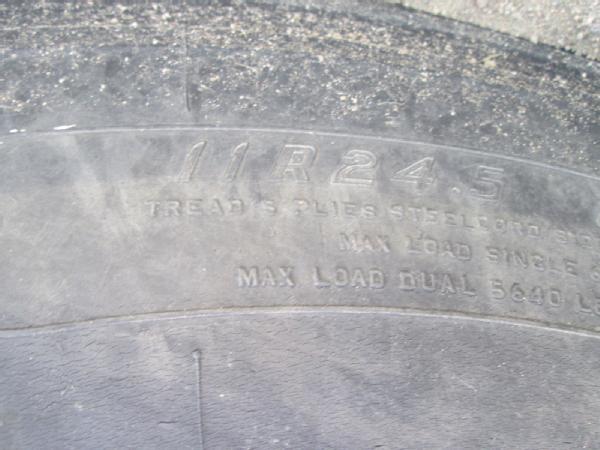 11R24.5
TREAD 5 PLIES STEELCORD
MAX LOAD SINGLE
MAX LOAD DUAL 5640